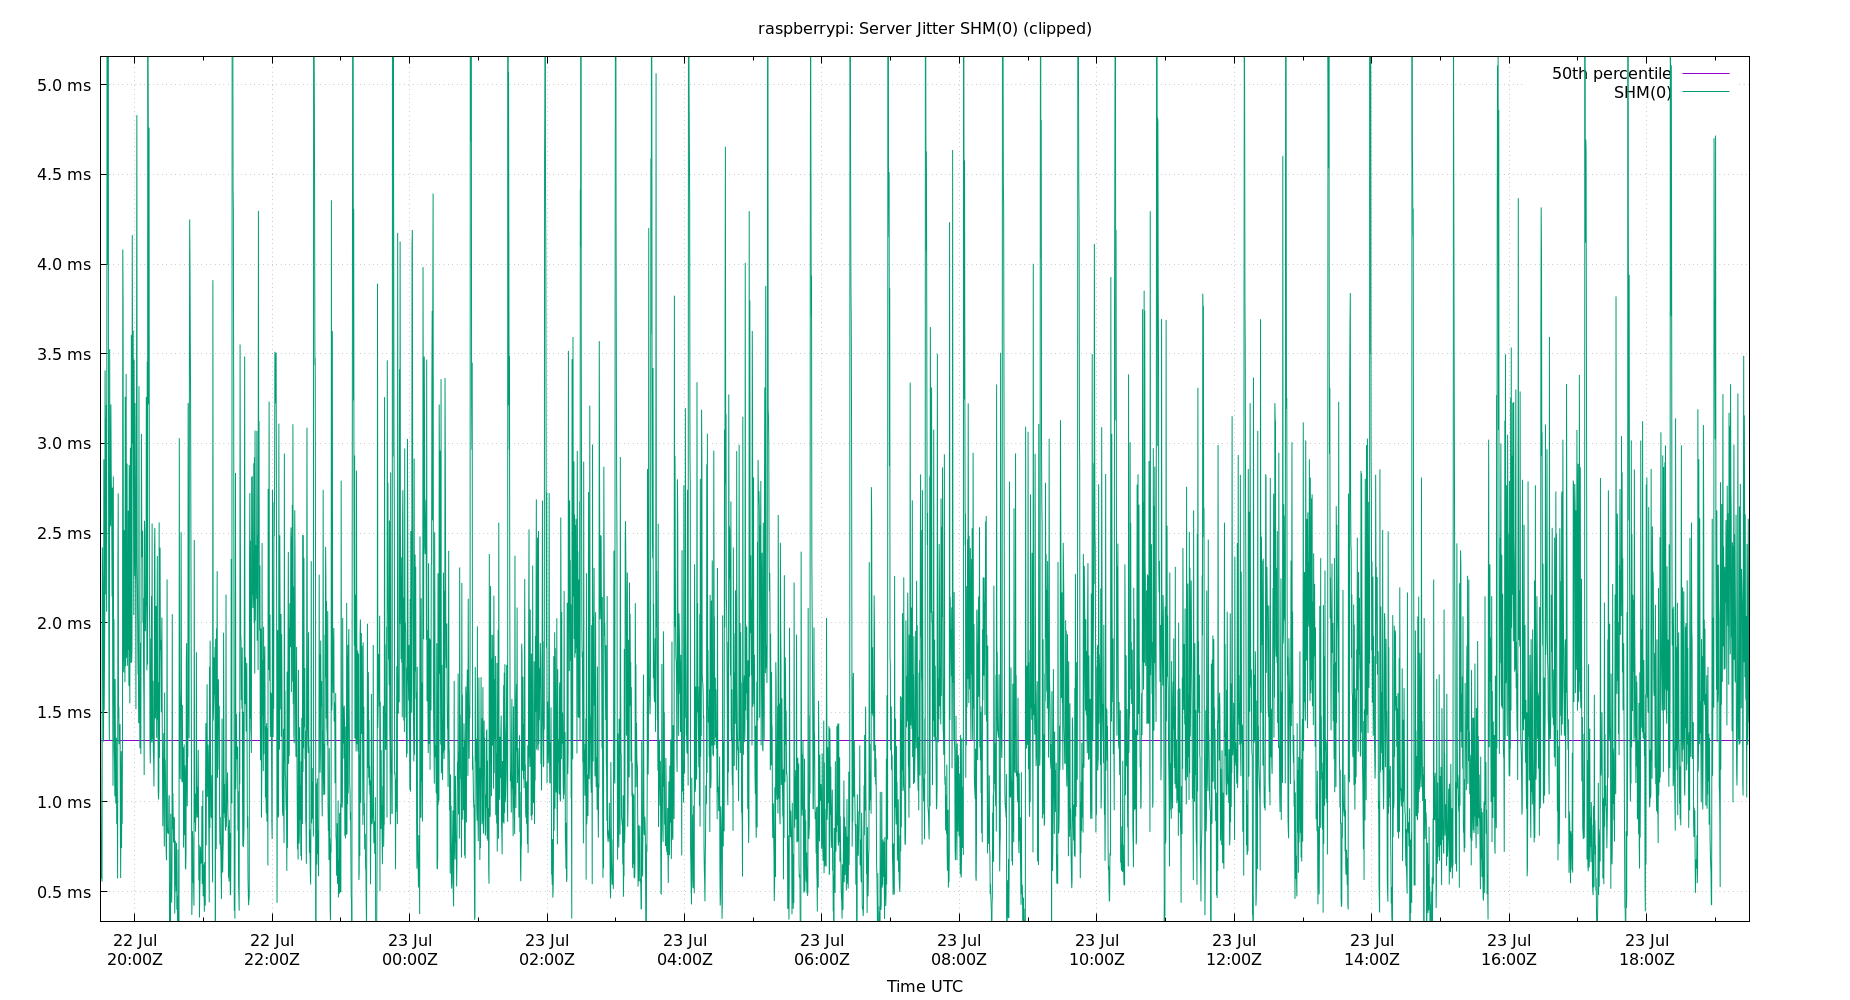 raspberrypi: Server Jitter SHM(0) (clipped)
50th percentile
SHM(0)
5.0 ms
4.5 ms
4.0 ms
3.5 ms
3.0 ms
2.5 ms
2.0 ms
1.5 ms
1.0 ms
0.5 ms
22 Jul 22 Jul 23 Jul 23 Jul 23 Jul 23 Jul 23 Jul 23 Jul 23 Jul 23 Jul 23 Jul 23 Jul
20:00Z 22:00Z 00:00Z 02:00Z 04:00Z 06:00Z 08:00Z 10:00Z 12:00Z 14:00Z 16:00Z 18:00Z
Time UTC